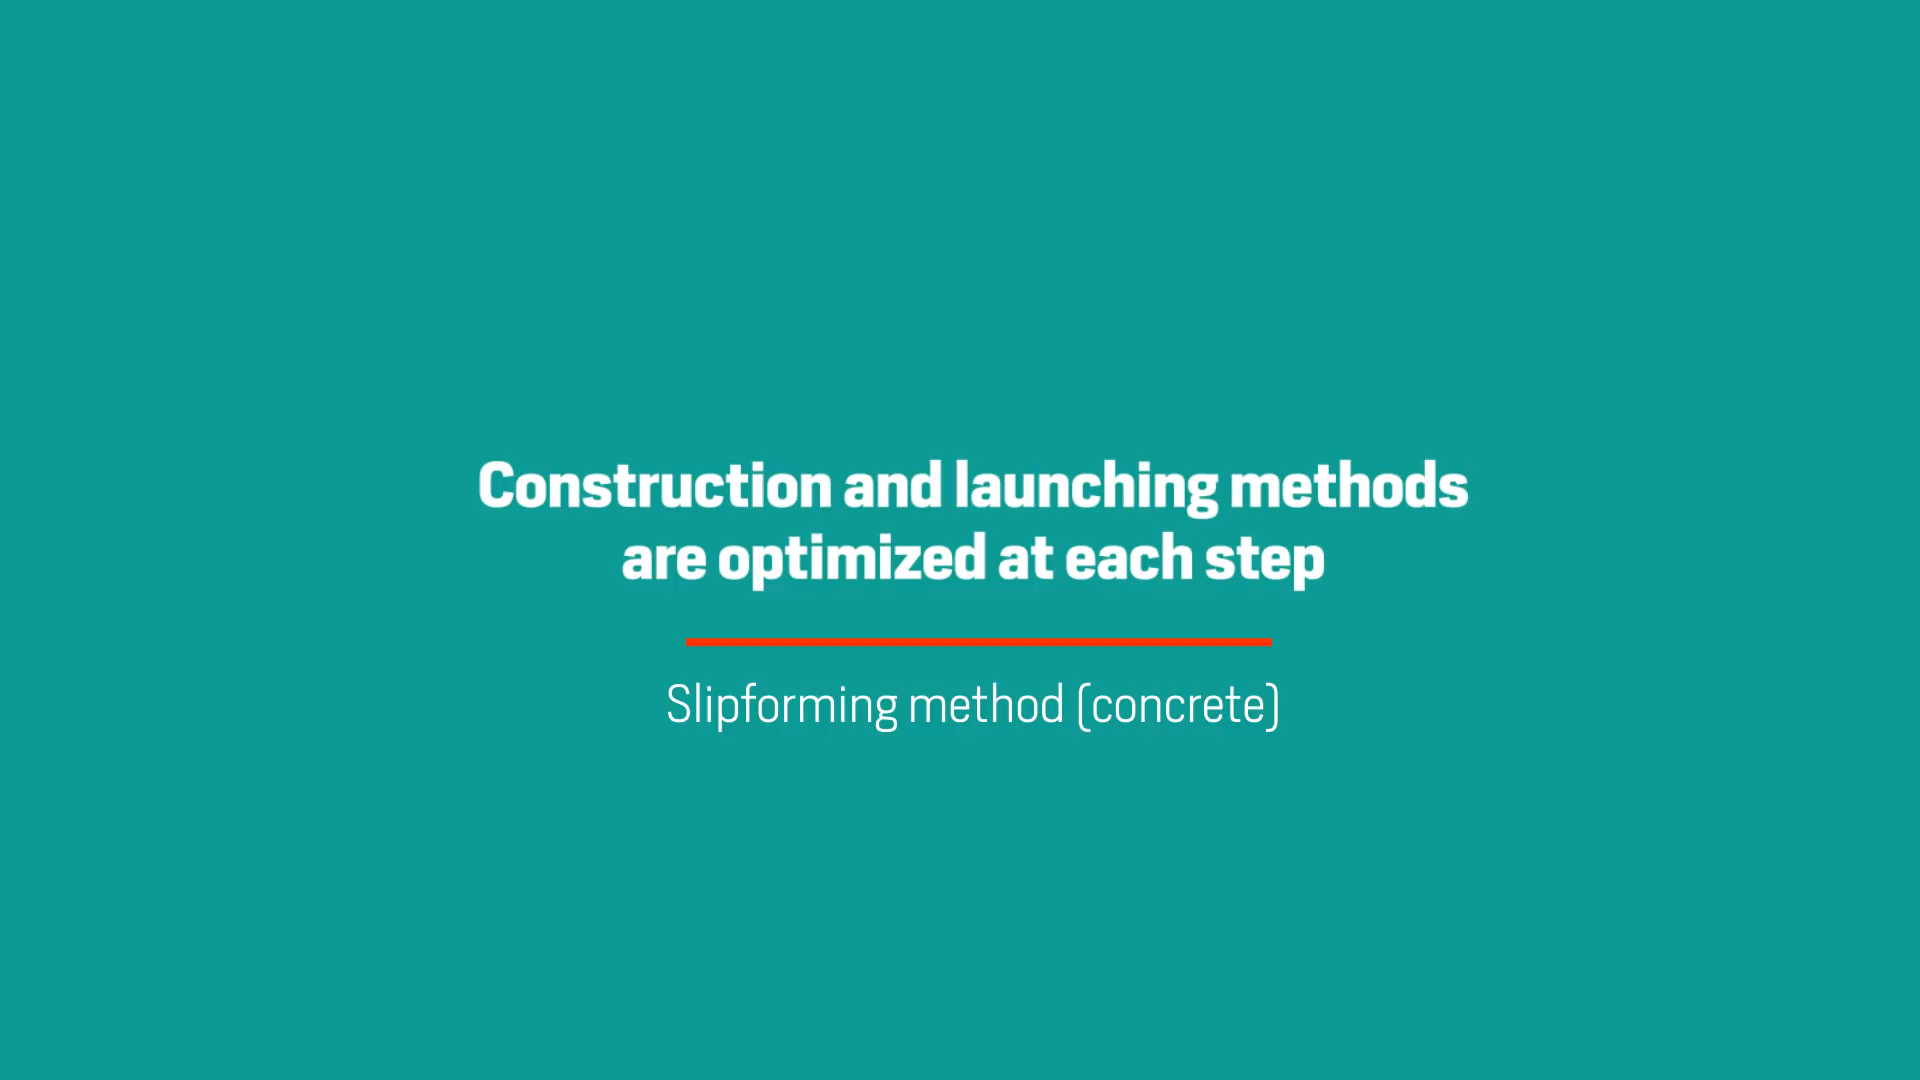 Construction and launching methods
are optimized at each step
Slipforming method (concrete)